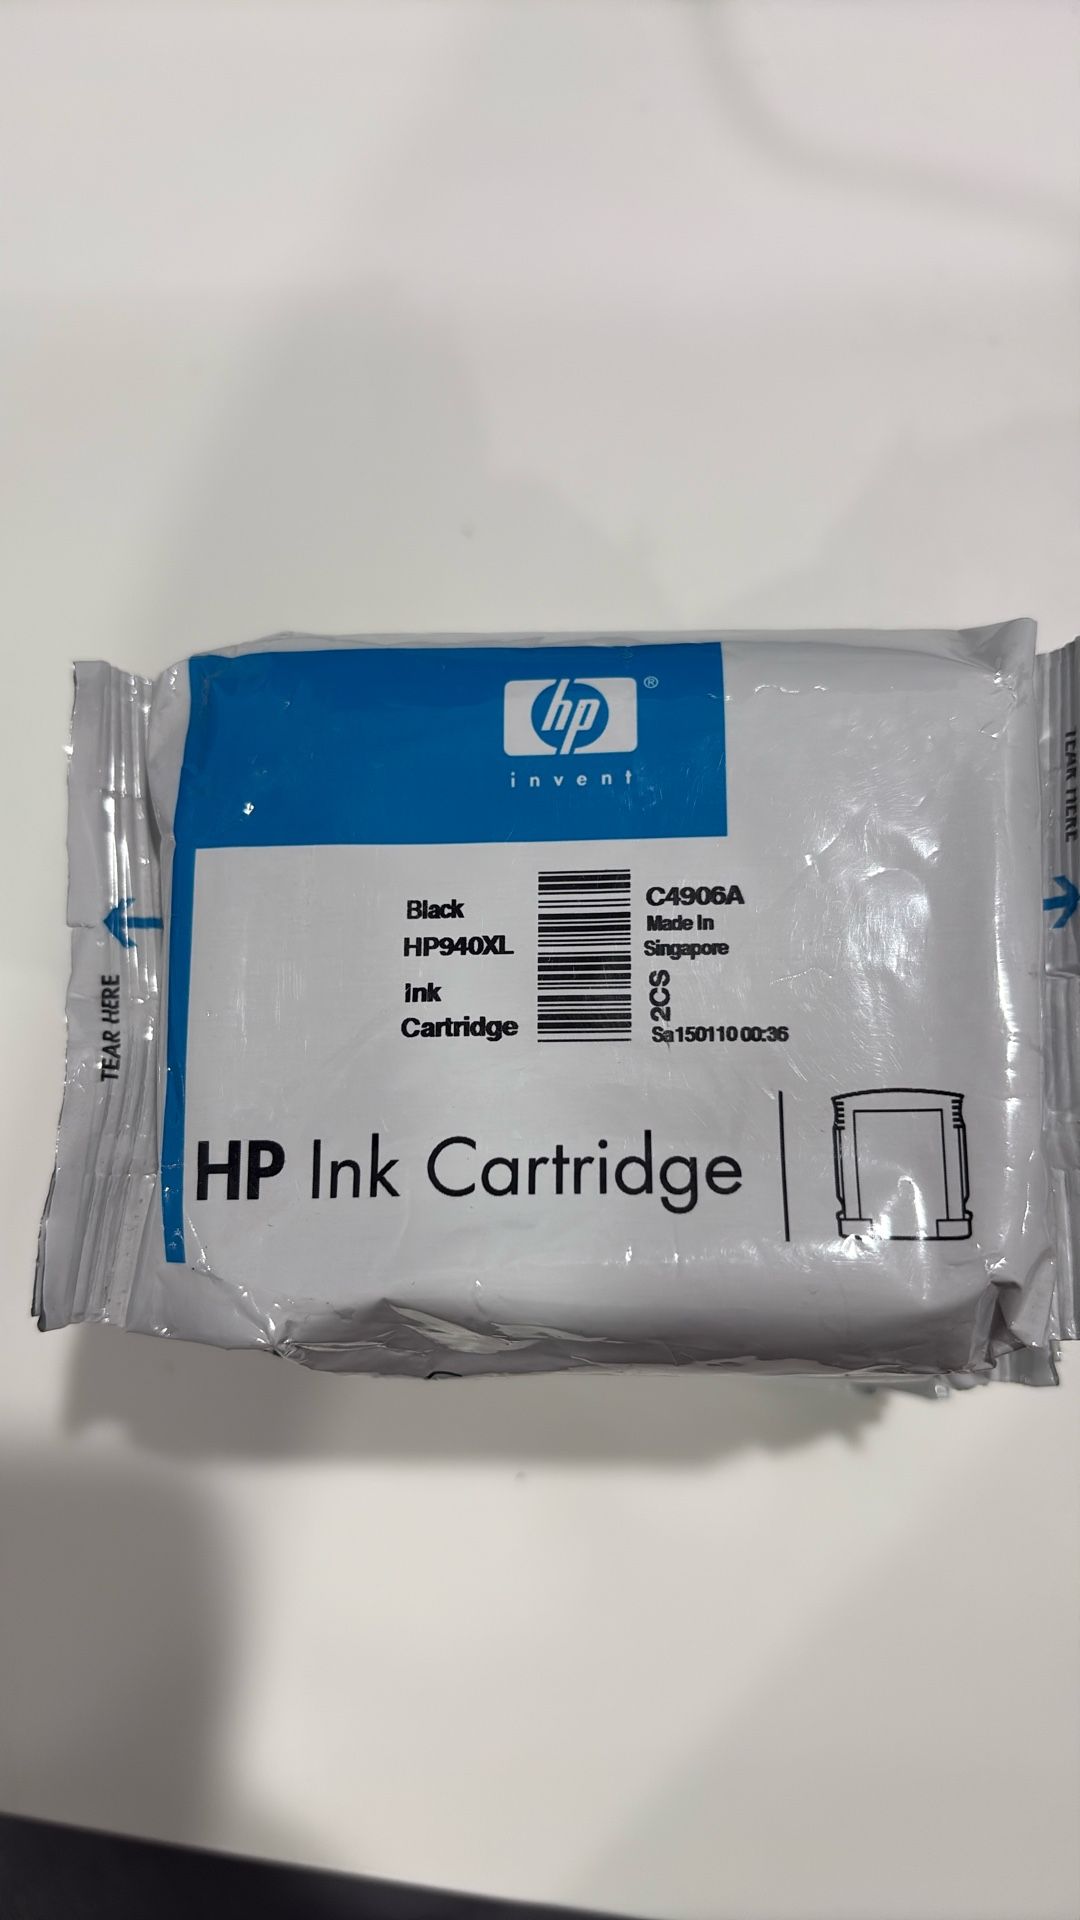 hp ®
invent
Black
HP940XL
Ink
Cartridge
C4906A
Made In
Singapore
2CS
Sa150110 00:36
HP Ink Cartridge
TEAR HERE
TEAR HERE